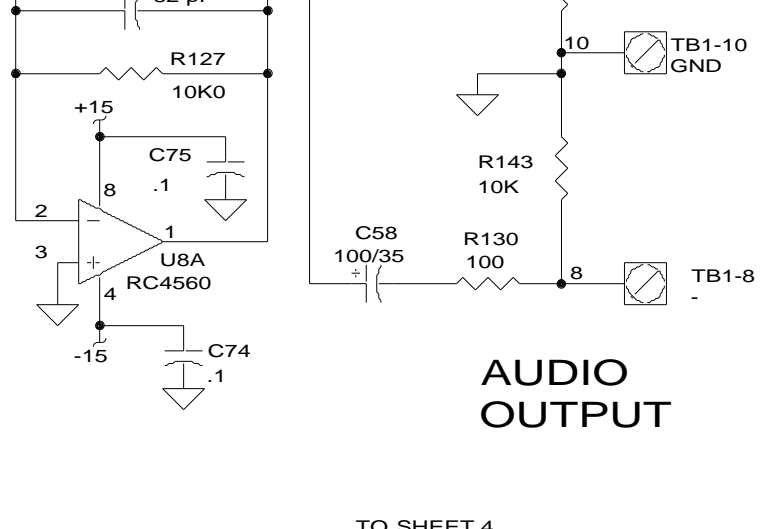 R127
10K0
+15
C75
.1
8
2
3
1
U8A
RC4560
4
-15
C74
.1
10
TB1-10
GND
R143
10K
C58
100/35
R130
100
8
TB1-8
-
AUDIO
OUTPUT
TO SHEET 4